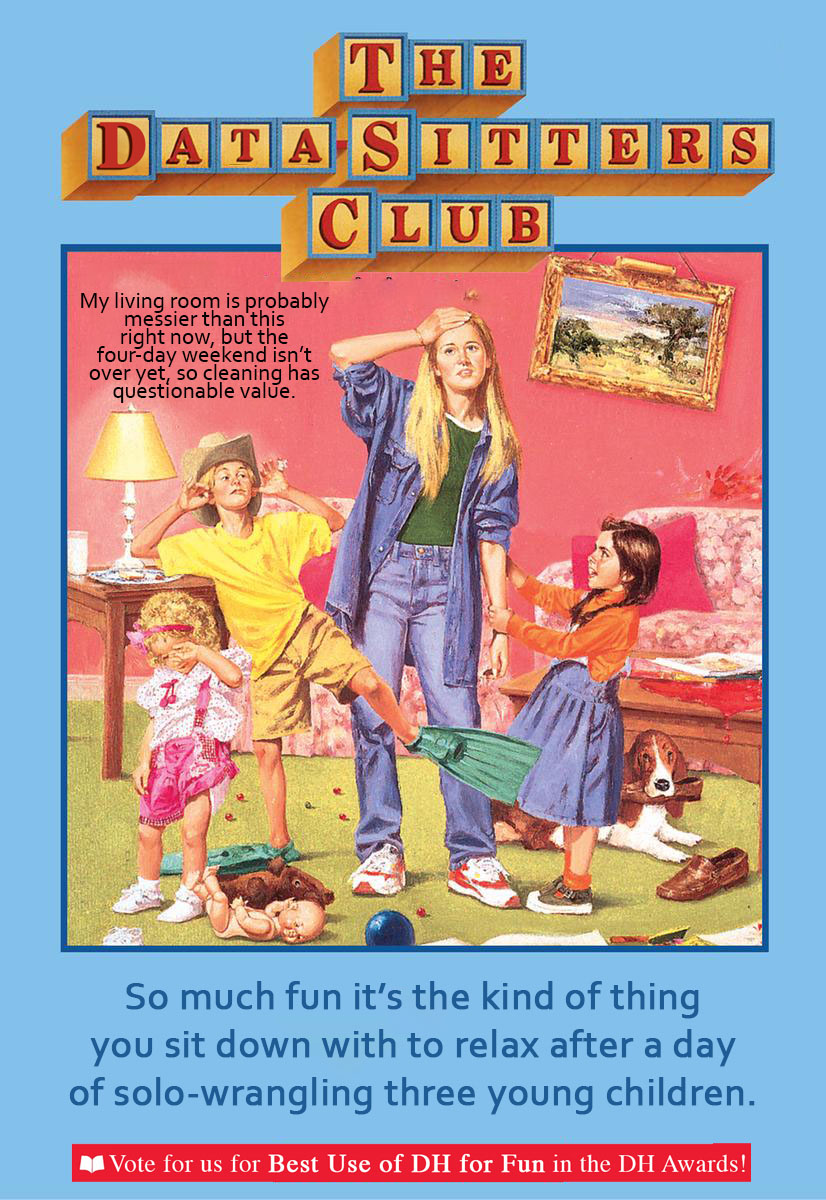 THE
DATA SITTERS
CLUB
My living room is probably
messier than this
right now, but the
four-day weekend isn't
over yet, so cleaning has
questionable value.
So much fun it's the kind of thing
you sit down with to relax after a day
of solo-wrangling three young children.
Vote for us for Best Use of DH for Fun in the DH Awards!